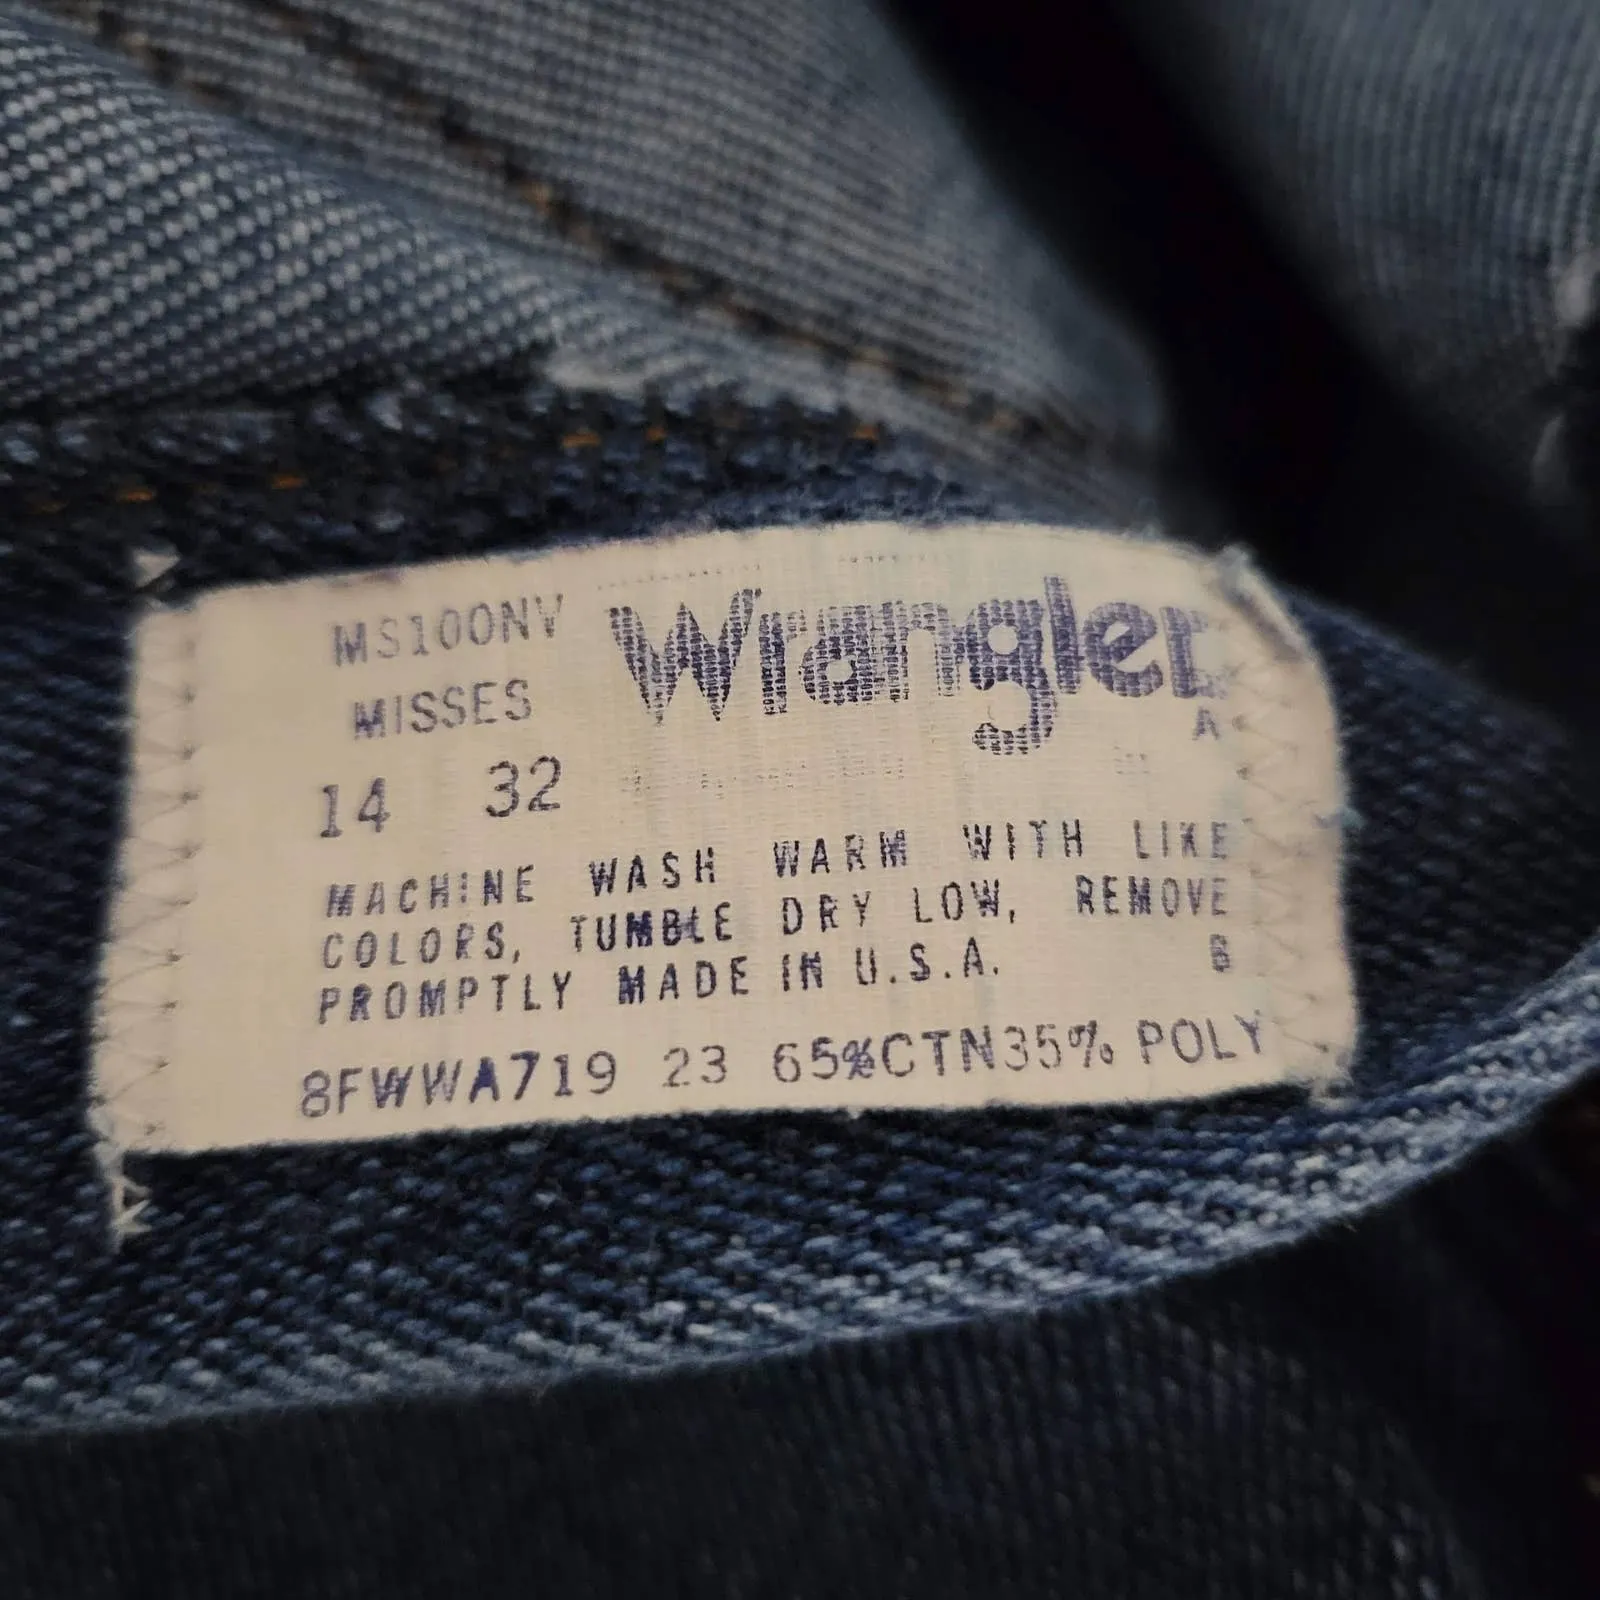 MS100NV Wrangler
MISSES A
14 32
MACHINE WASH WARM WITH LIKE
COLORS, TUMBLE DRY LOW, REMOVE
PROMPTLY MADE IN U.S.A. B
8FWWA719 23 65%CTN35% POLY